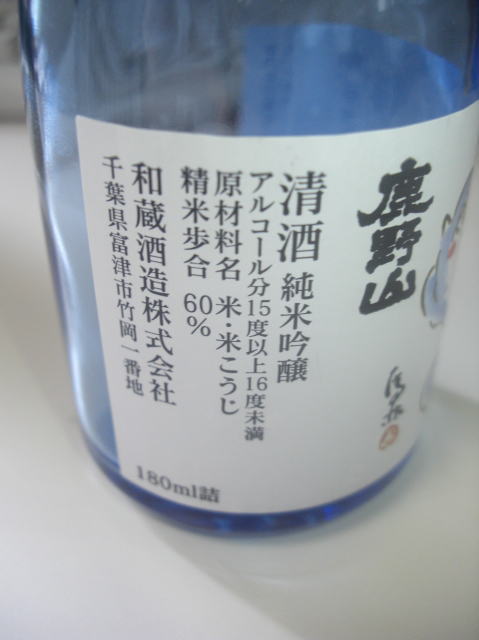 鹿野山
清酒 純米吟醸
アルコール分15度以上16度未満
原材料名 米・米こうじ
精米歩合 60%
和蔵酒造株式会社
千葉県富津市竹岡一番地
180ml詰